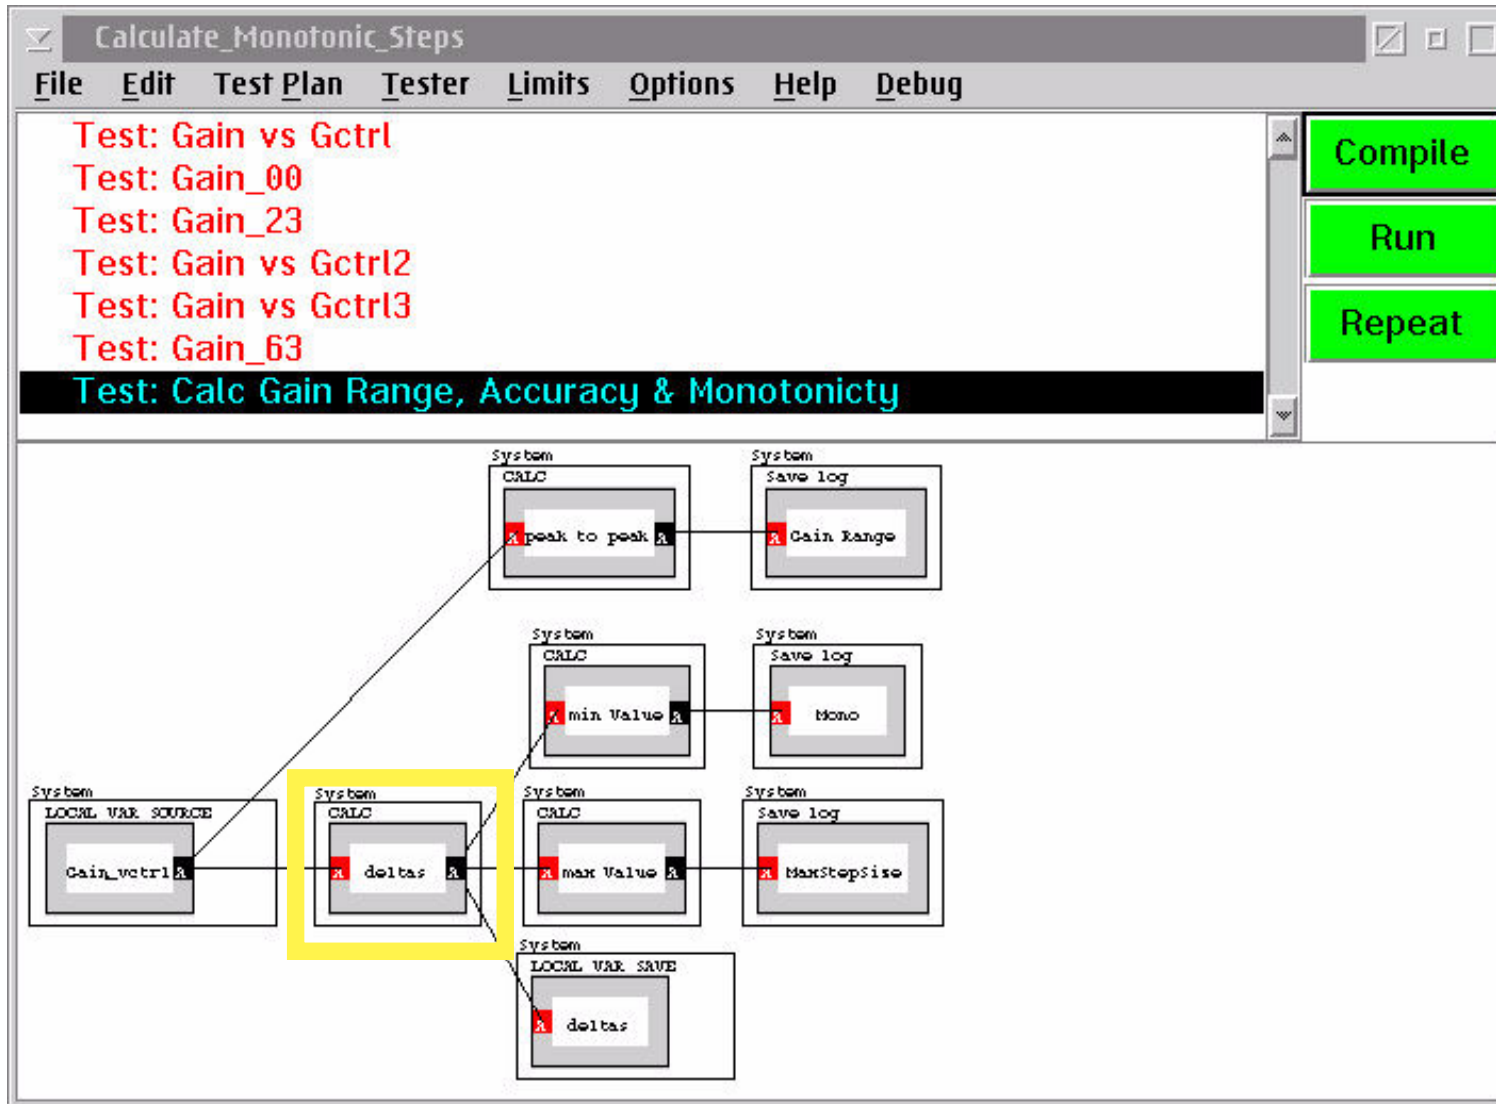 Calculate_Monotonic_Steps
File Edit Test Plan Tester Limits Options Help Debug
Test: Gain vs Gctrl
Test: Gain_00
Test: Gain_23
Test: Gain vs Gctrl2
Test: Gain vs Gctrl3
Test: Gain_63
Test: Calc Gain Range, Accuracy & Monotonicty
Compile
Run
Repeat
System
CALC
A peak to peak A
System
Save log
A Gain Range
System
CALC
A min Value A
System
Save log
A Mono
System
LOCAL VAR SOURCE
Gain_vctrl A
System
CALC
A deltas A
System
CALC
A max Value A
System
Save log
A MaxStepSize
System
LOCAL VAR SAVE
A deltas